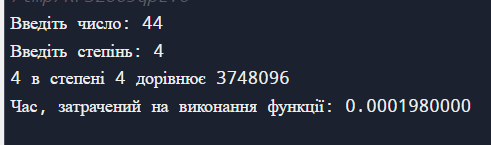 Введіть число: 44
Введіть степінь: 4
4 в степені 4 дорівнює 3748096
Час, затрачений на виконання функції: 0.0001980000